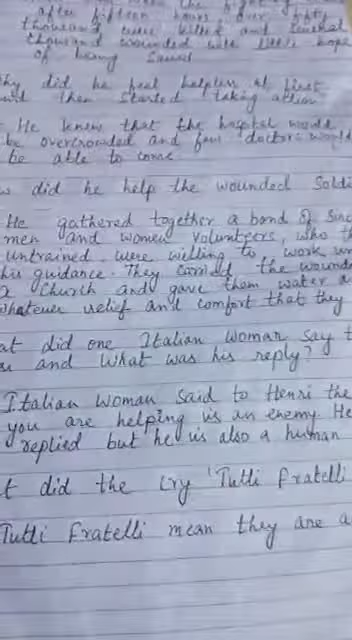 after fifteen hours, over fifty
thousand were killed and several
thousand wounded with little hope
of being saved
did he feel helpless at first
and then started taking action
He knew that the hospital would
be overcrowded and few doctors would
be able to come
did he help the wounded
He gathered together a band of
men and women volunteers, who
untrained were willing to work
his guidance. They carried the
church and gave them water
whatever relief and comfort that they
did one Italian woman say
and what was his reply?
Italian woman said to Henri the
you are helping is an enemy He
replied but he is also a human
did the cry 'Tutti Fratelli
Tutti Fratelli mean they are a